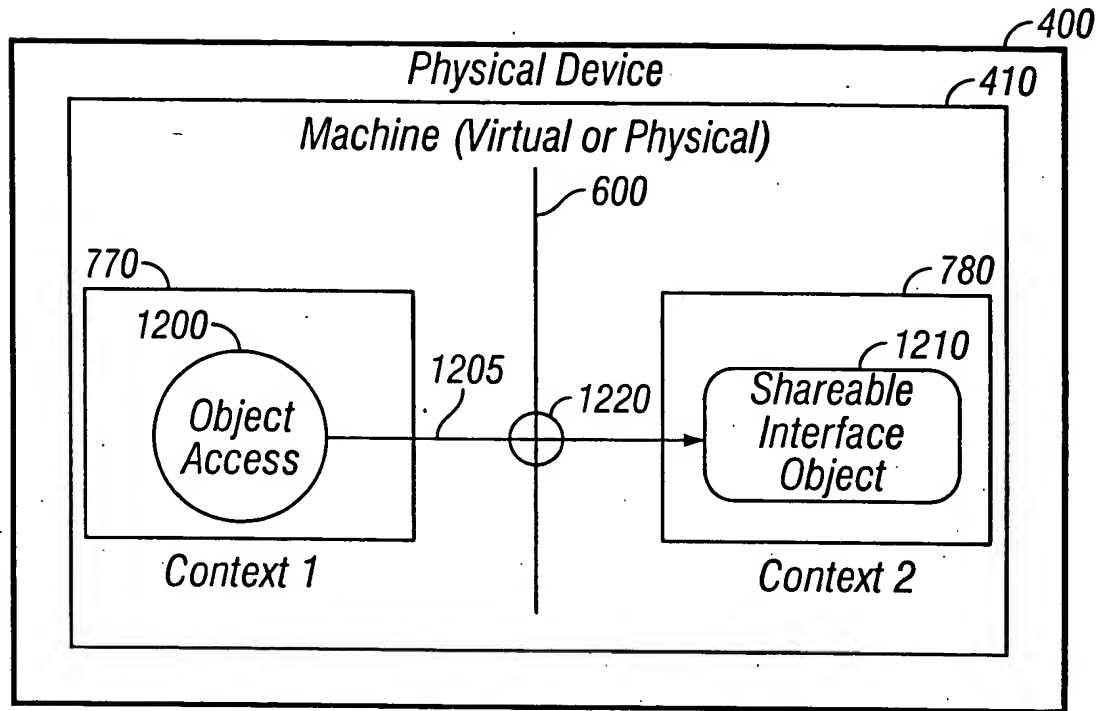 400
Physical Device
410
Machine (Virtual or Physical)
600
770
780
1200
1210
1205
1220
Object
Access
Shareable
Interface
Object
Context 1
Context 2